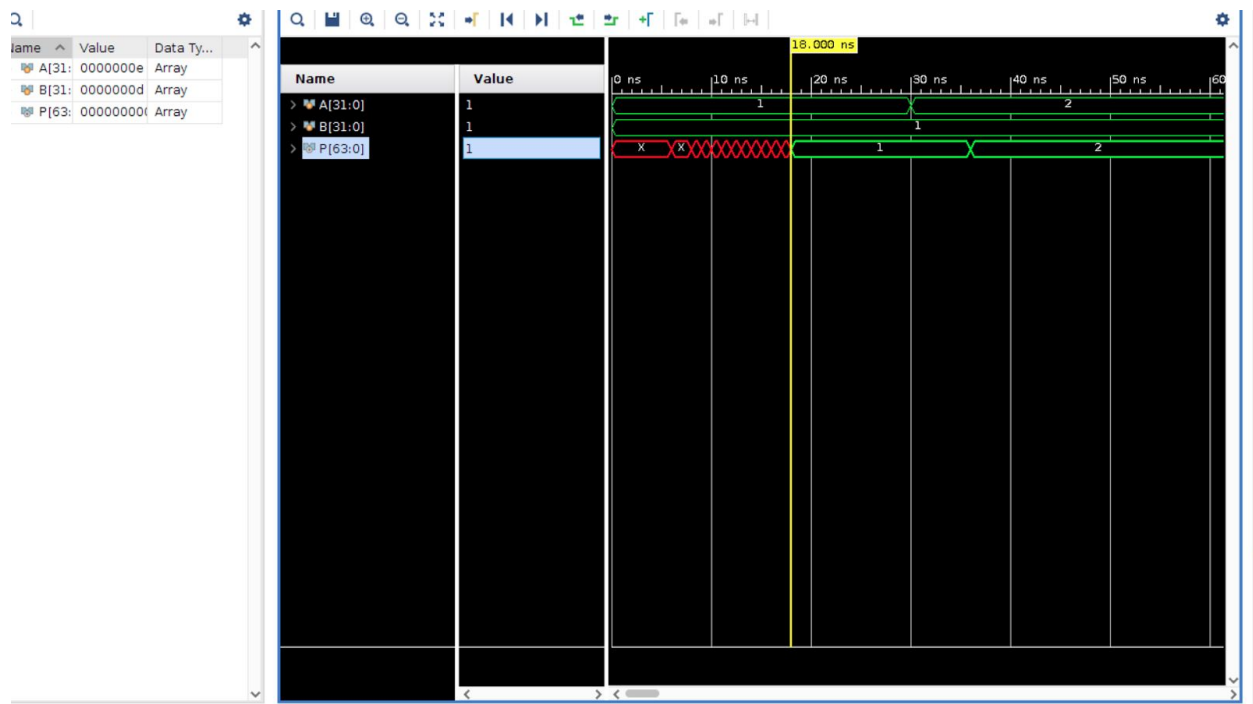 Name Value Data Ty...
A[31: 0000000e Array
B[31: 0000000d Array
P[63: 00000000( Array
18.000 ns
Name Value
0 ns 10 ns 20 ns 30 ns 40 ns 50 ns 60
A[31:0] 1 1 2
B[31:0] 1 1
P[63:0] 1 X X 1 2